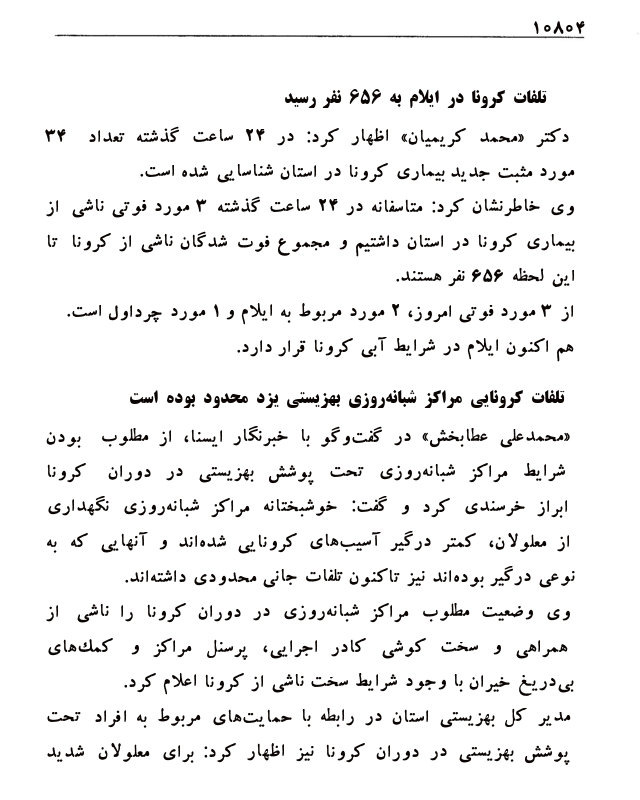 ۱۰۸۰۴
تلفات کرونا در ایلام به ۶۵۶ نفر رسید
دکتر «محمد کریمیان» اظهار کرد: در ۲۴ ساعت گذشته تعداد ۳۴
مورد مثبت جدید بیماری کرونا در استان شناسایی شده است.
وی خاطرنشان کرد: متاسفانه در ۲۴ ساعت گذشته ۳ مورد فوتی ناشی از
بیماری کرونا در استان داشتیم و مجموع فوت شدگان ناشی از کرونا تا
این لحظه ۶۵۶ نفر هستند.
از ۳ مورد فوتی امروز، ۲ مورد مربوط به ایلام و ۱ مورد چرداول است.
هم اکنون ایلام در شرایط آبی کرونا قرار دارد.
تلفات کرونایی مراکز شبانه‌روزی بهزیستی یزد محدود بوده است
«محمدعلی عطابخش» در گفت‌وگو با خبرنگار ایسنا، از مطلوب بودن
شرایط مراکز شبانه‌روزی تحت پوشش بهزیستی در دوران کرونا
ابراز خرسندی کرد و گفت: خوشبختانه مراکز شبانه‌روزی نگهداری
از معلولان، کمتر درگیر آسیب‌های کرونایی شده‌اند و آنهایی که به
نوعی درگیر بوده‌اند نیز تاکنون تلفات جانی محدودی داشته‌اند.
وی وضعیت مطلوب مراکز شبانه‌روزی در دوران کرونا را ناشی از
همراهی و سخت کوشی کادر اجرایی، پرسنل مراکز و کمک‌های
بی‌دریغ خیران با وجود شرایط سخت ناشی از کرونا اعلام کرد.
مدیر کل بهزیستی استان در رابطه با حمایت‌های مربوط به افراد تحت
پوشش بهزیستی در دوران کرونا نیز اظهار کرد: برای معلولان شدید